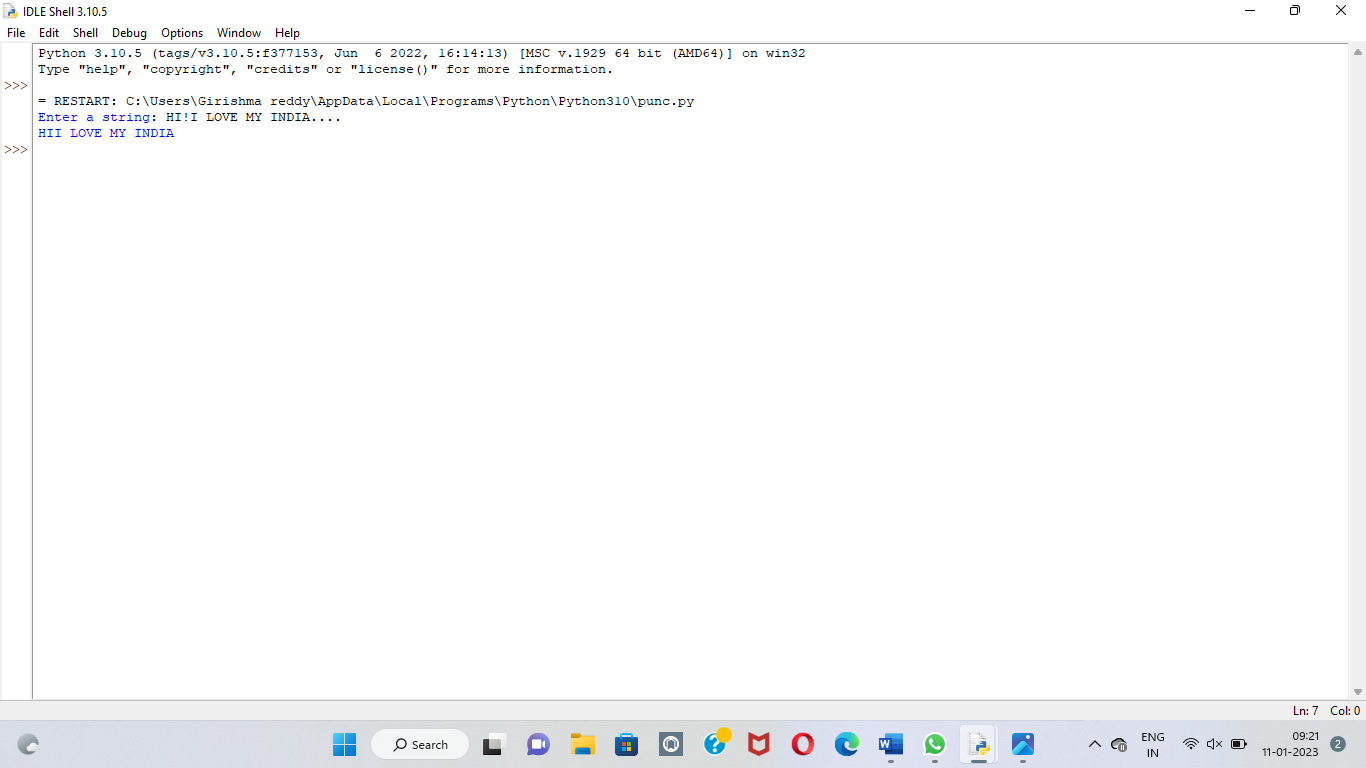 IDLE Shell 3.10.5
File Edit Shell Debug Options Window Help
Python 3.10.5 (tags/v3.10.5:f377153, Jun  6 2022, 16:14:13) [MSC v.1929 64 bit (AMD64)] on win32
Type "help", "copyright", "credits" or "license()" for more information.
>>>
= RESTART: C:\Users\Girishma reddy\AppData\Local\Programs\Python\Python310\punc.py
Enter a string: HI!I LOVE MY INDIA....
HII LOVE MY INDIA
>>>
Ln: 7 Col: 0
Search
ENG
IN
09:21
11-01-2023
2